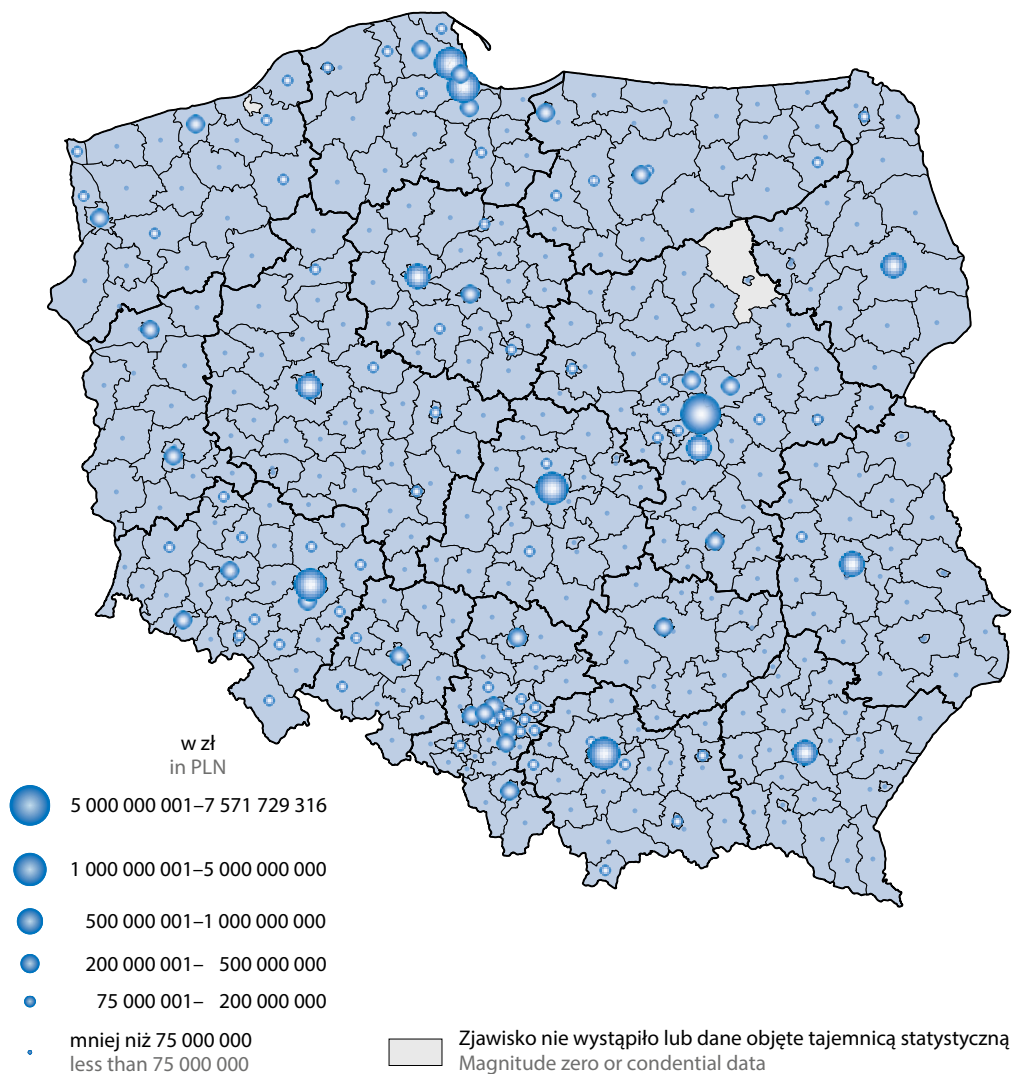 w zł
in PLN
5 000 000 001–7 571 729 316
1 000 000 001–5 000 000 000
500 000 001–1 000 000 000
200 000 001– 500 000 000
75 000 001– 200 000 000
mniej niż 75 000 000
less than 75 000 000
Zjawisko nie wystąpiło lub dane objęte tajemnicą statystyczną
Magnitude zero or condential data